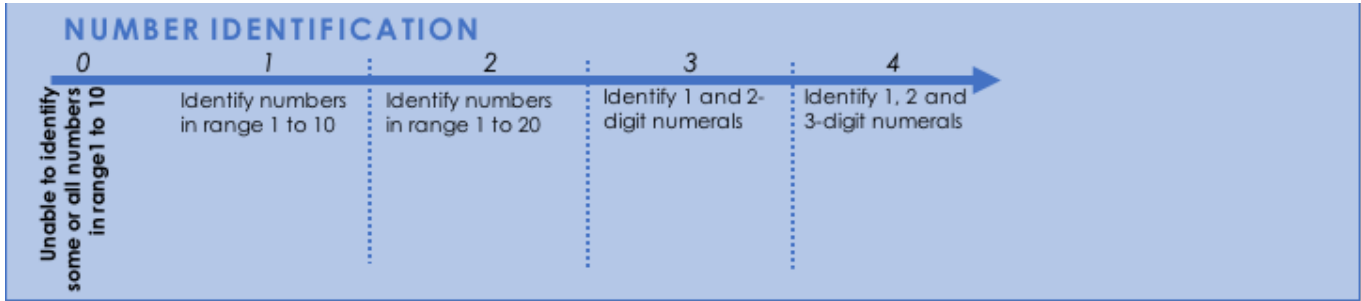 NUMBER IDENTIFICATION
0 1 2 3 4
Unable to identify
some or all numbers
in range1 to 10
Identify numbers
in range 1 to 10
Identify numbers
in range 1 to 20
Identify 1 and 2-
digit numerals
Identify 1, 2 and
3-digit numerals